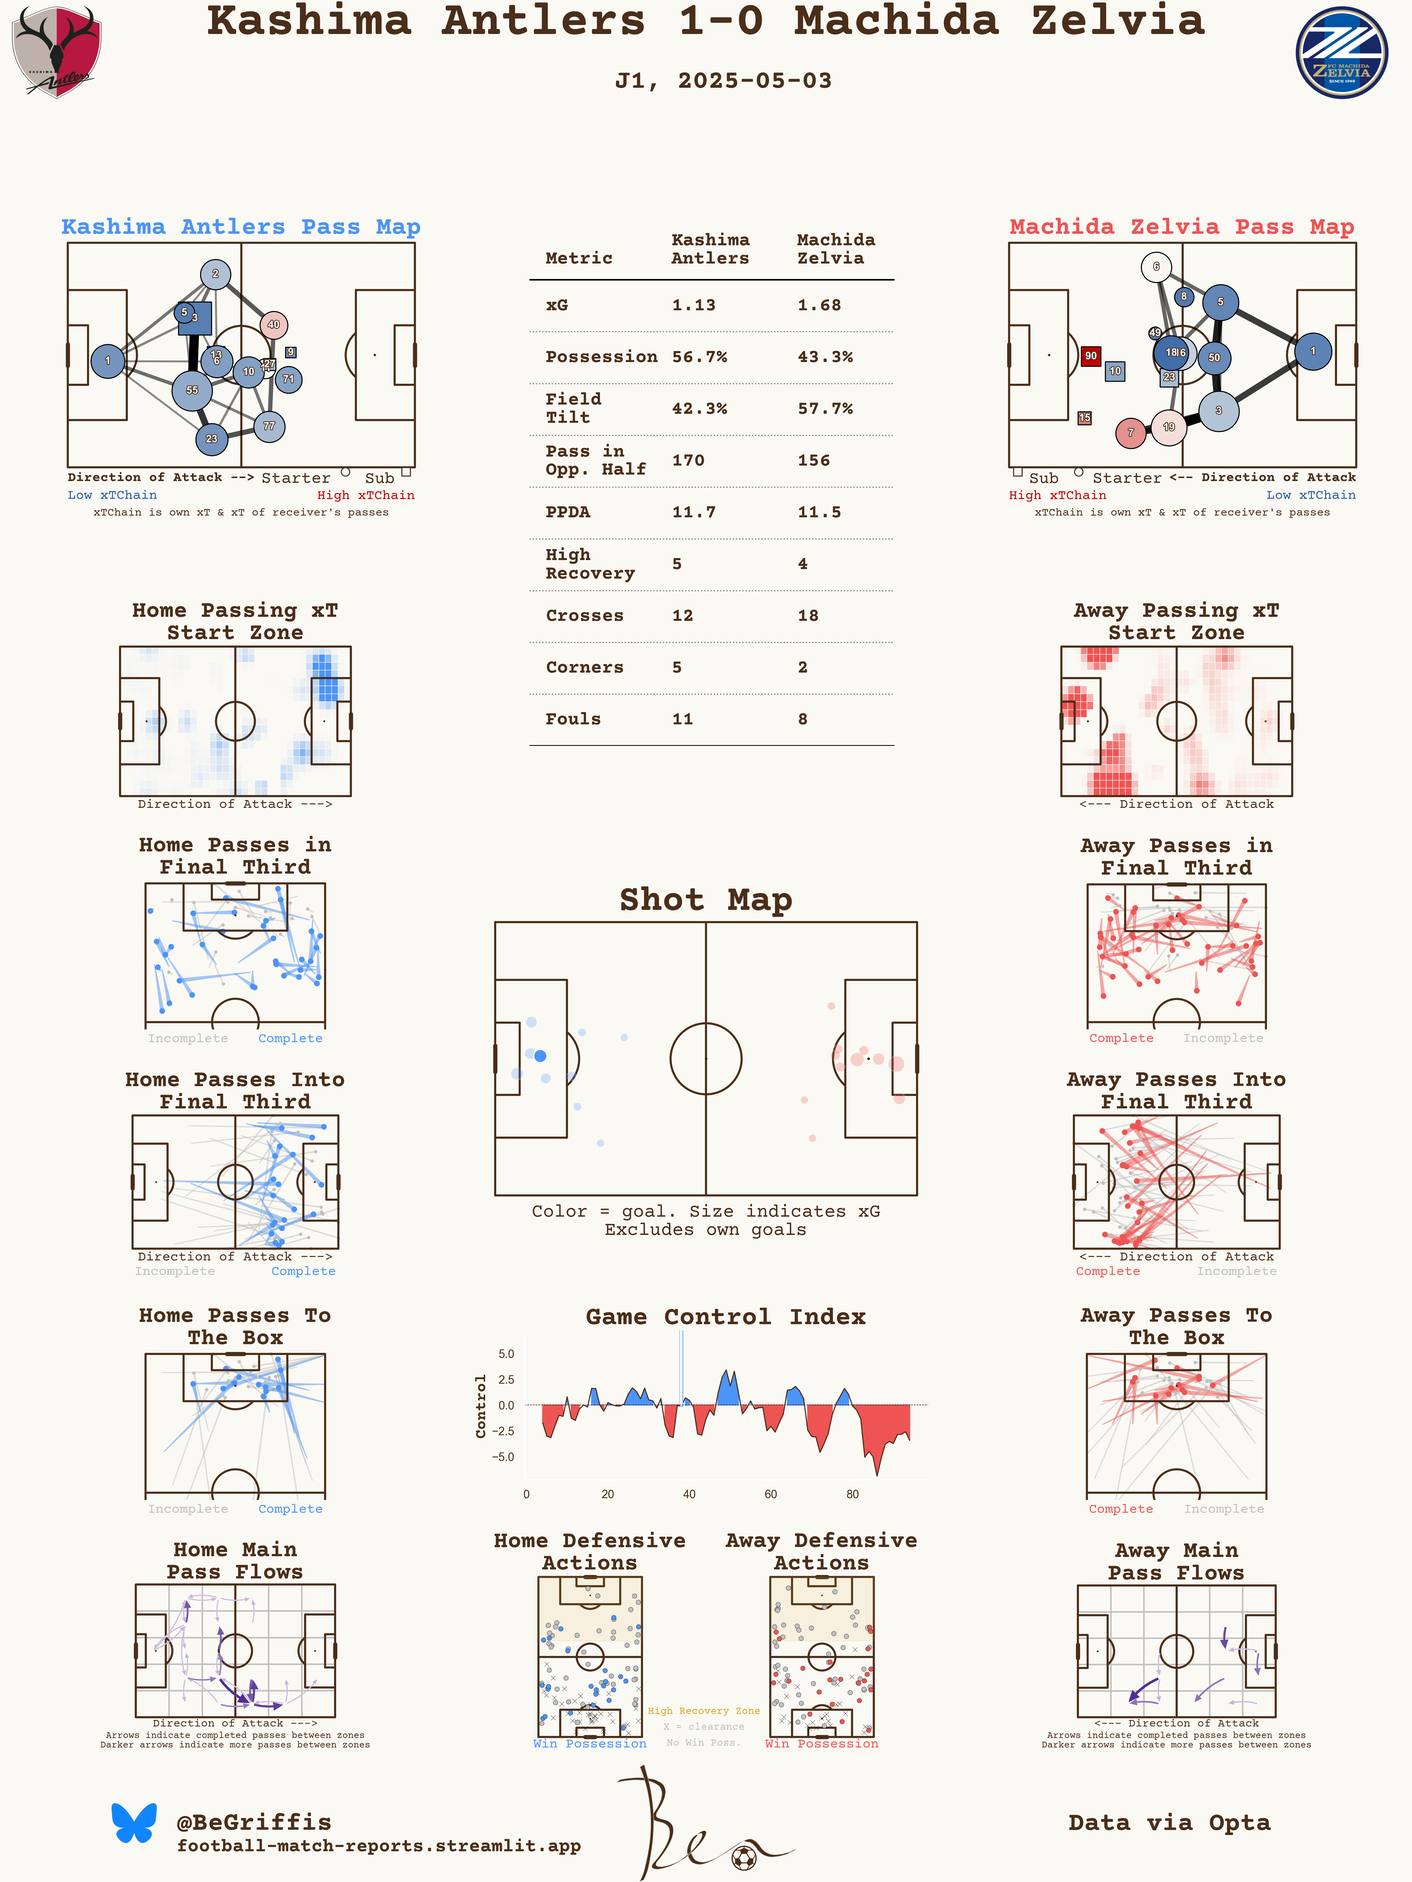 Kashima Antlers 1-0 Machida Zelvia
J1, 2025-05-03
KASHIMA
Antlers
FC MACHIDA
ZELVIA
SINCE 1989
Kashima Antlers Pass Map
2
5
3
40
1
13
6
27
9
10
71
55
77
23
Direction of Attack --> Starter Sub
Low xTChain High xTChain
xTChain is own xT & xT of receiver's passes
Metric Kashima Antlers Machida Zelvia
xG 1.13 1.68
Possession 56.7% 43.3%
Field Tilt 42.3% 57.7%
Pass in Opp. Half 170 156
PPDA 11.7 11.5
High Recovery 5 4
Crosses 12 18
Corners 5 2
Fouls 11 8
Machida Zelvia Pass Map
6
8
5
49
90
18
16
50
1
10
23
15
3
7
19
Sub Starter <-- Direction of Attack
High xTChain Low xTChain
xTChain is own xT & xT of receiver's passes
Home Passing xT
Start Zone
Direction of Attack --->
Away Passing xT
Start Zone
<--- Direction of Attack
Home Passes in
Final Third
Incomplete Complete
Away Passes in
Final Third
Complete Incomplete
Shot Map
Color = goal. Size indicates xG
Excludes own goals
Home Passes Into
Final Third
Direction of Attack --->
Incomplete Complete
Away Passes Into
Final Third
<--- Direction of Attack
Complete Incomplete
Home Passes To
The Box
Incomplete Complete
Game Control Index
Control
5.0
2.5
0.0
−2.5
−5.0
0 20 40 60 80
Away Passes To
The Box
Complete Incomplete
Home Main
Pass Flows
Direction of Attack --->
Arrows indicate completed passes between zones
Darker arrows indicate more passes between zones
Home Defensive
Actions
Win Possession
Away Defensive
Actions
Win Possession
High Recovery Zone
X = clearance
No Win Poss.
Away Main
Pass Flows
<--- Direction of Attack
Arrows indicate completed passes between zones
Darker arrows indicate more passes between zones
@BeGriffis
football-match-reports.streamlit.app
Ben
Data via Opta